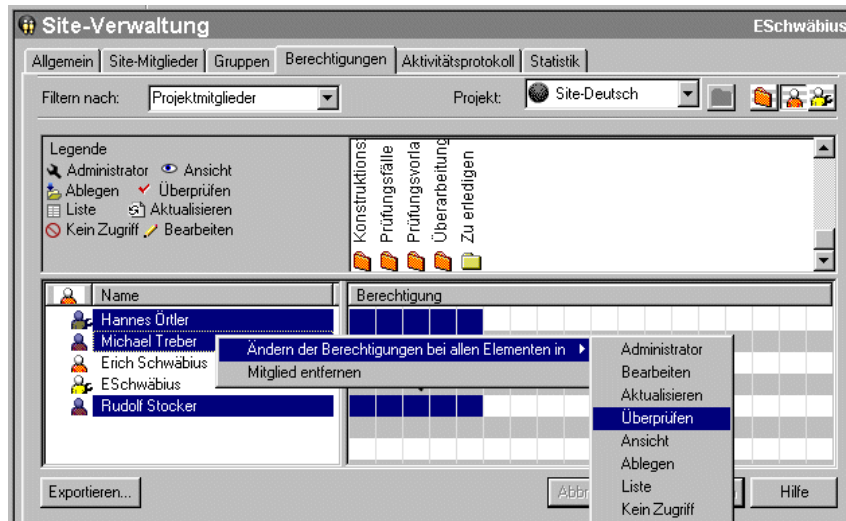 Site-Verwaltung ESchwäbius
Allgemein Site-Mitglieder Gruppen Berechtigungen Aktivitätsprotokoll Statistik
Filtern nach: Projektmitglieder Projekt: Site-Deutsch
Legende
Administrator Ansicht
Ablegen Überprüfen
Liste Aktualisieren
Kein Zugriff Bearbeiten
Konstruktions
Prüfungsfälle
Prüfungsvorla
Überarbeitung
Zu erledigen
Name Berechtigung
Hannes Örtler
Michael Treber
Erich Schwäbius
ESchwäbius
Rudolf Stocker
Ändern der Berechtigungen bei allen Elementen in
Mitglied entfernen
Administrator
Bearbeiten
Aktualisieren
Überprüfen
Ansicht
Ablegen
Liste
Kein Zugriff
Exportieren... Abbr Hilfe